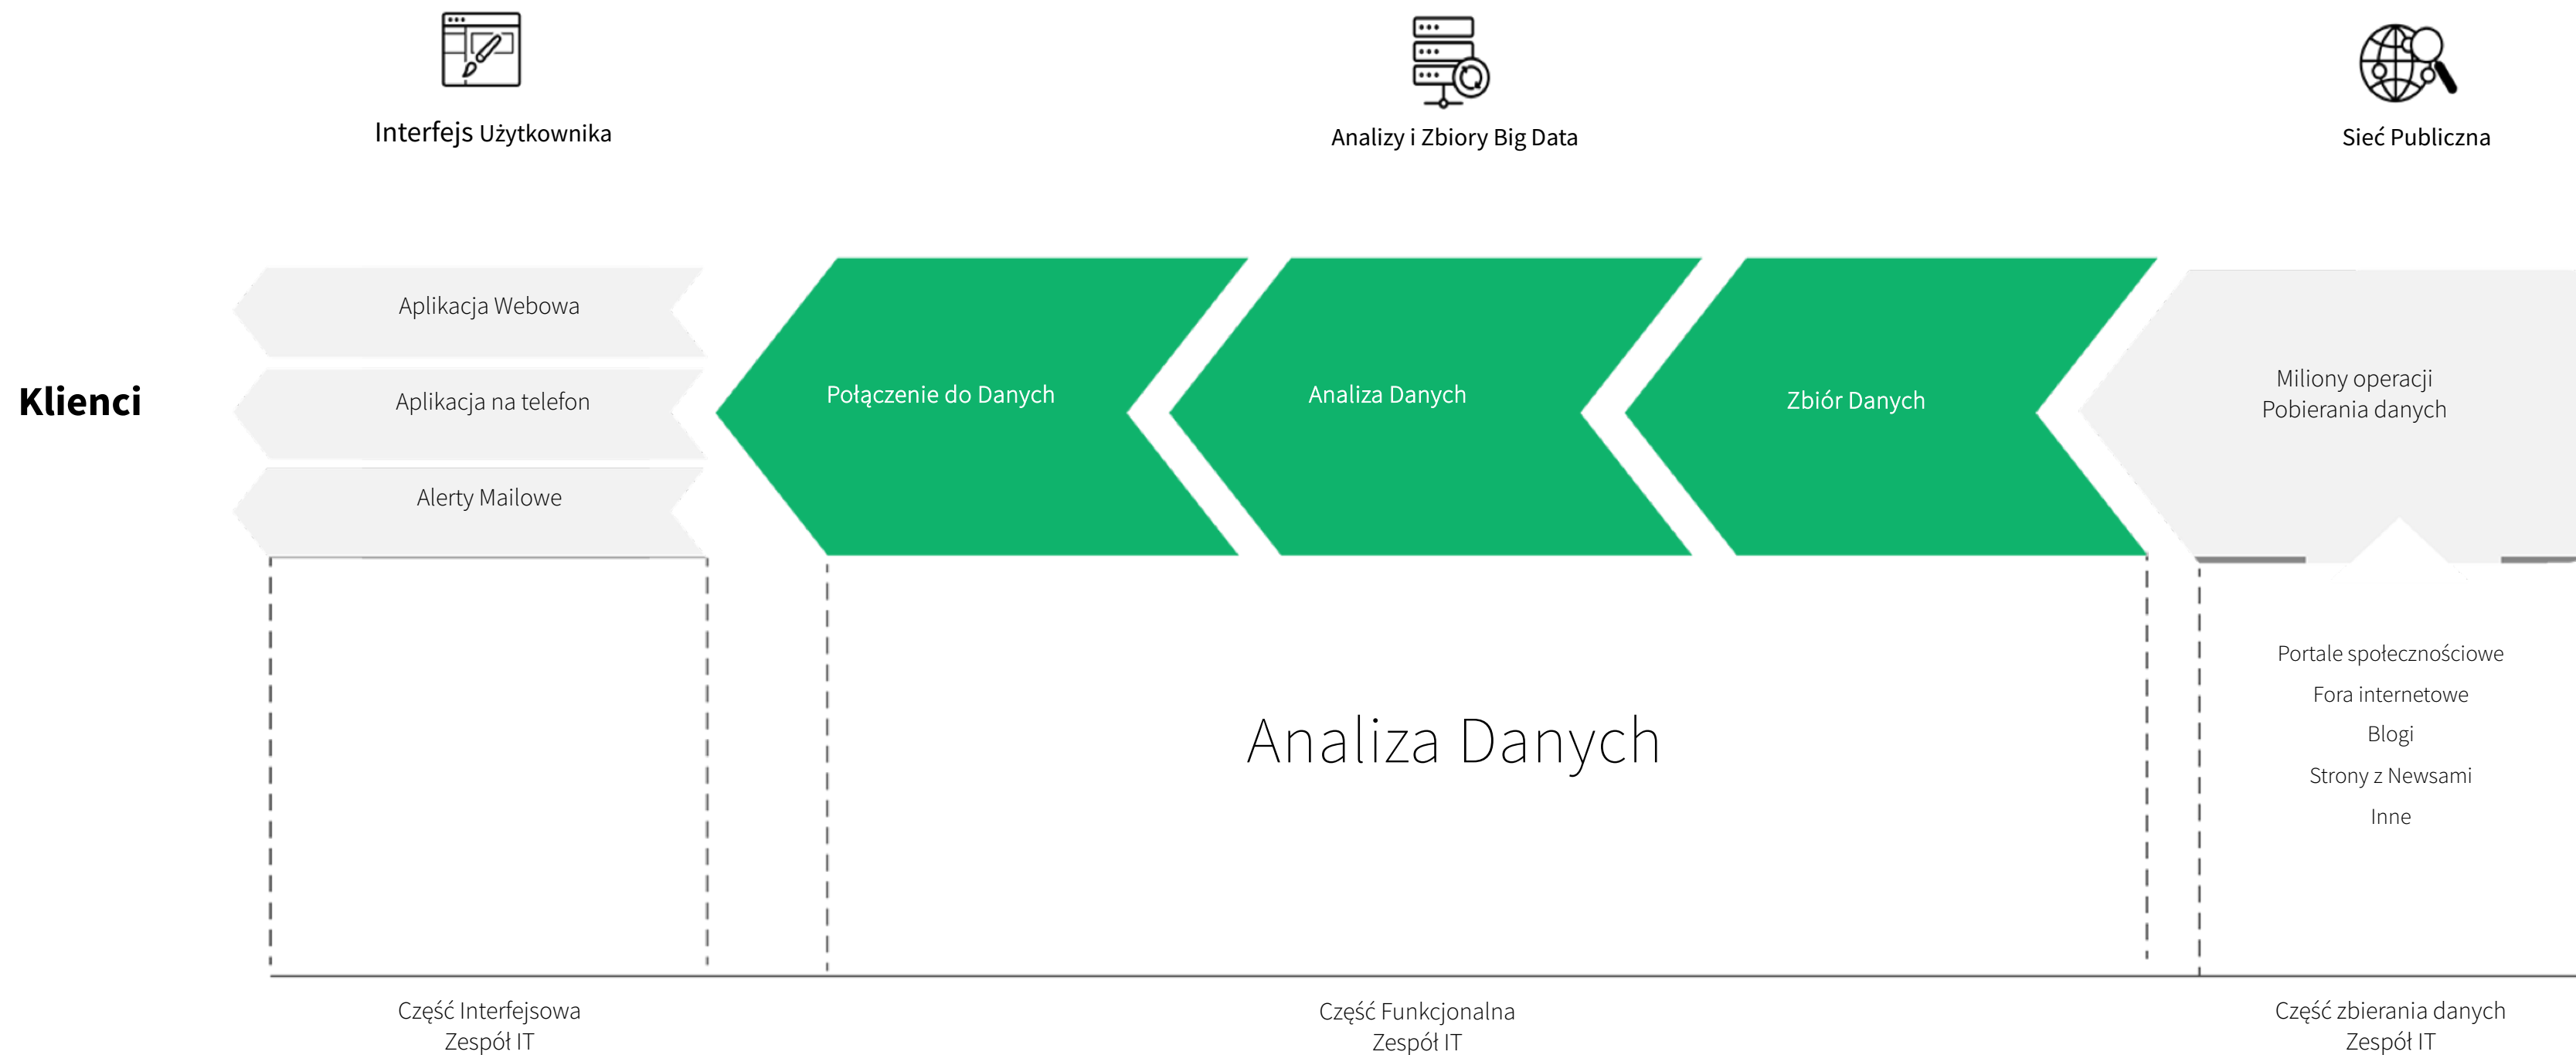 Interfejs Użytkownika
Analizy i Zbiory Big Data
Sieć Publiczna
Klienci
Aplikacja Webowa
Aplikacja na telefon
Alerty Mailowe
Połączenie do Danych
Analiza Danych
Zbiór Danych
Miliony operacji
Pobierania danych
Analiza Danych
Portale społecznościowe
Fora internetowe
Blogi
Strony z Newsami
Inne
Część Interfejsowa
Zespół IT
Część Funkcjonalna
Zespół IT
Część zbierania danych
Zespół IT